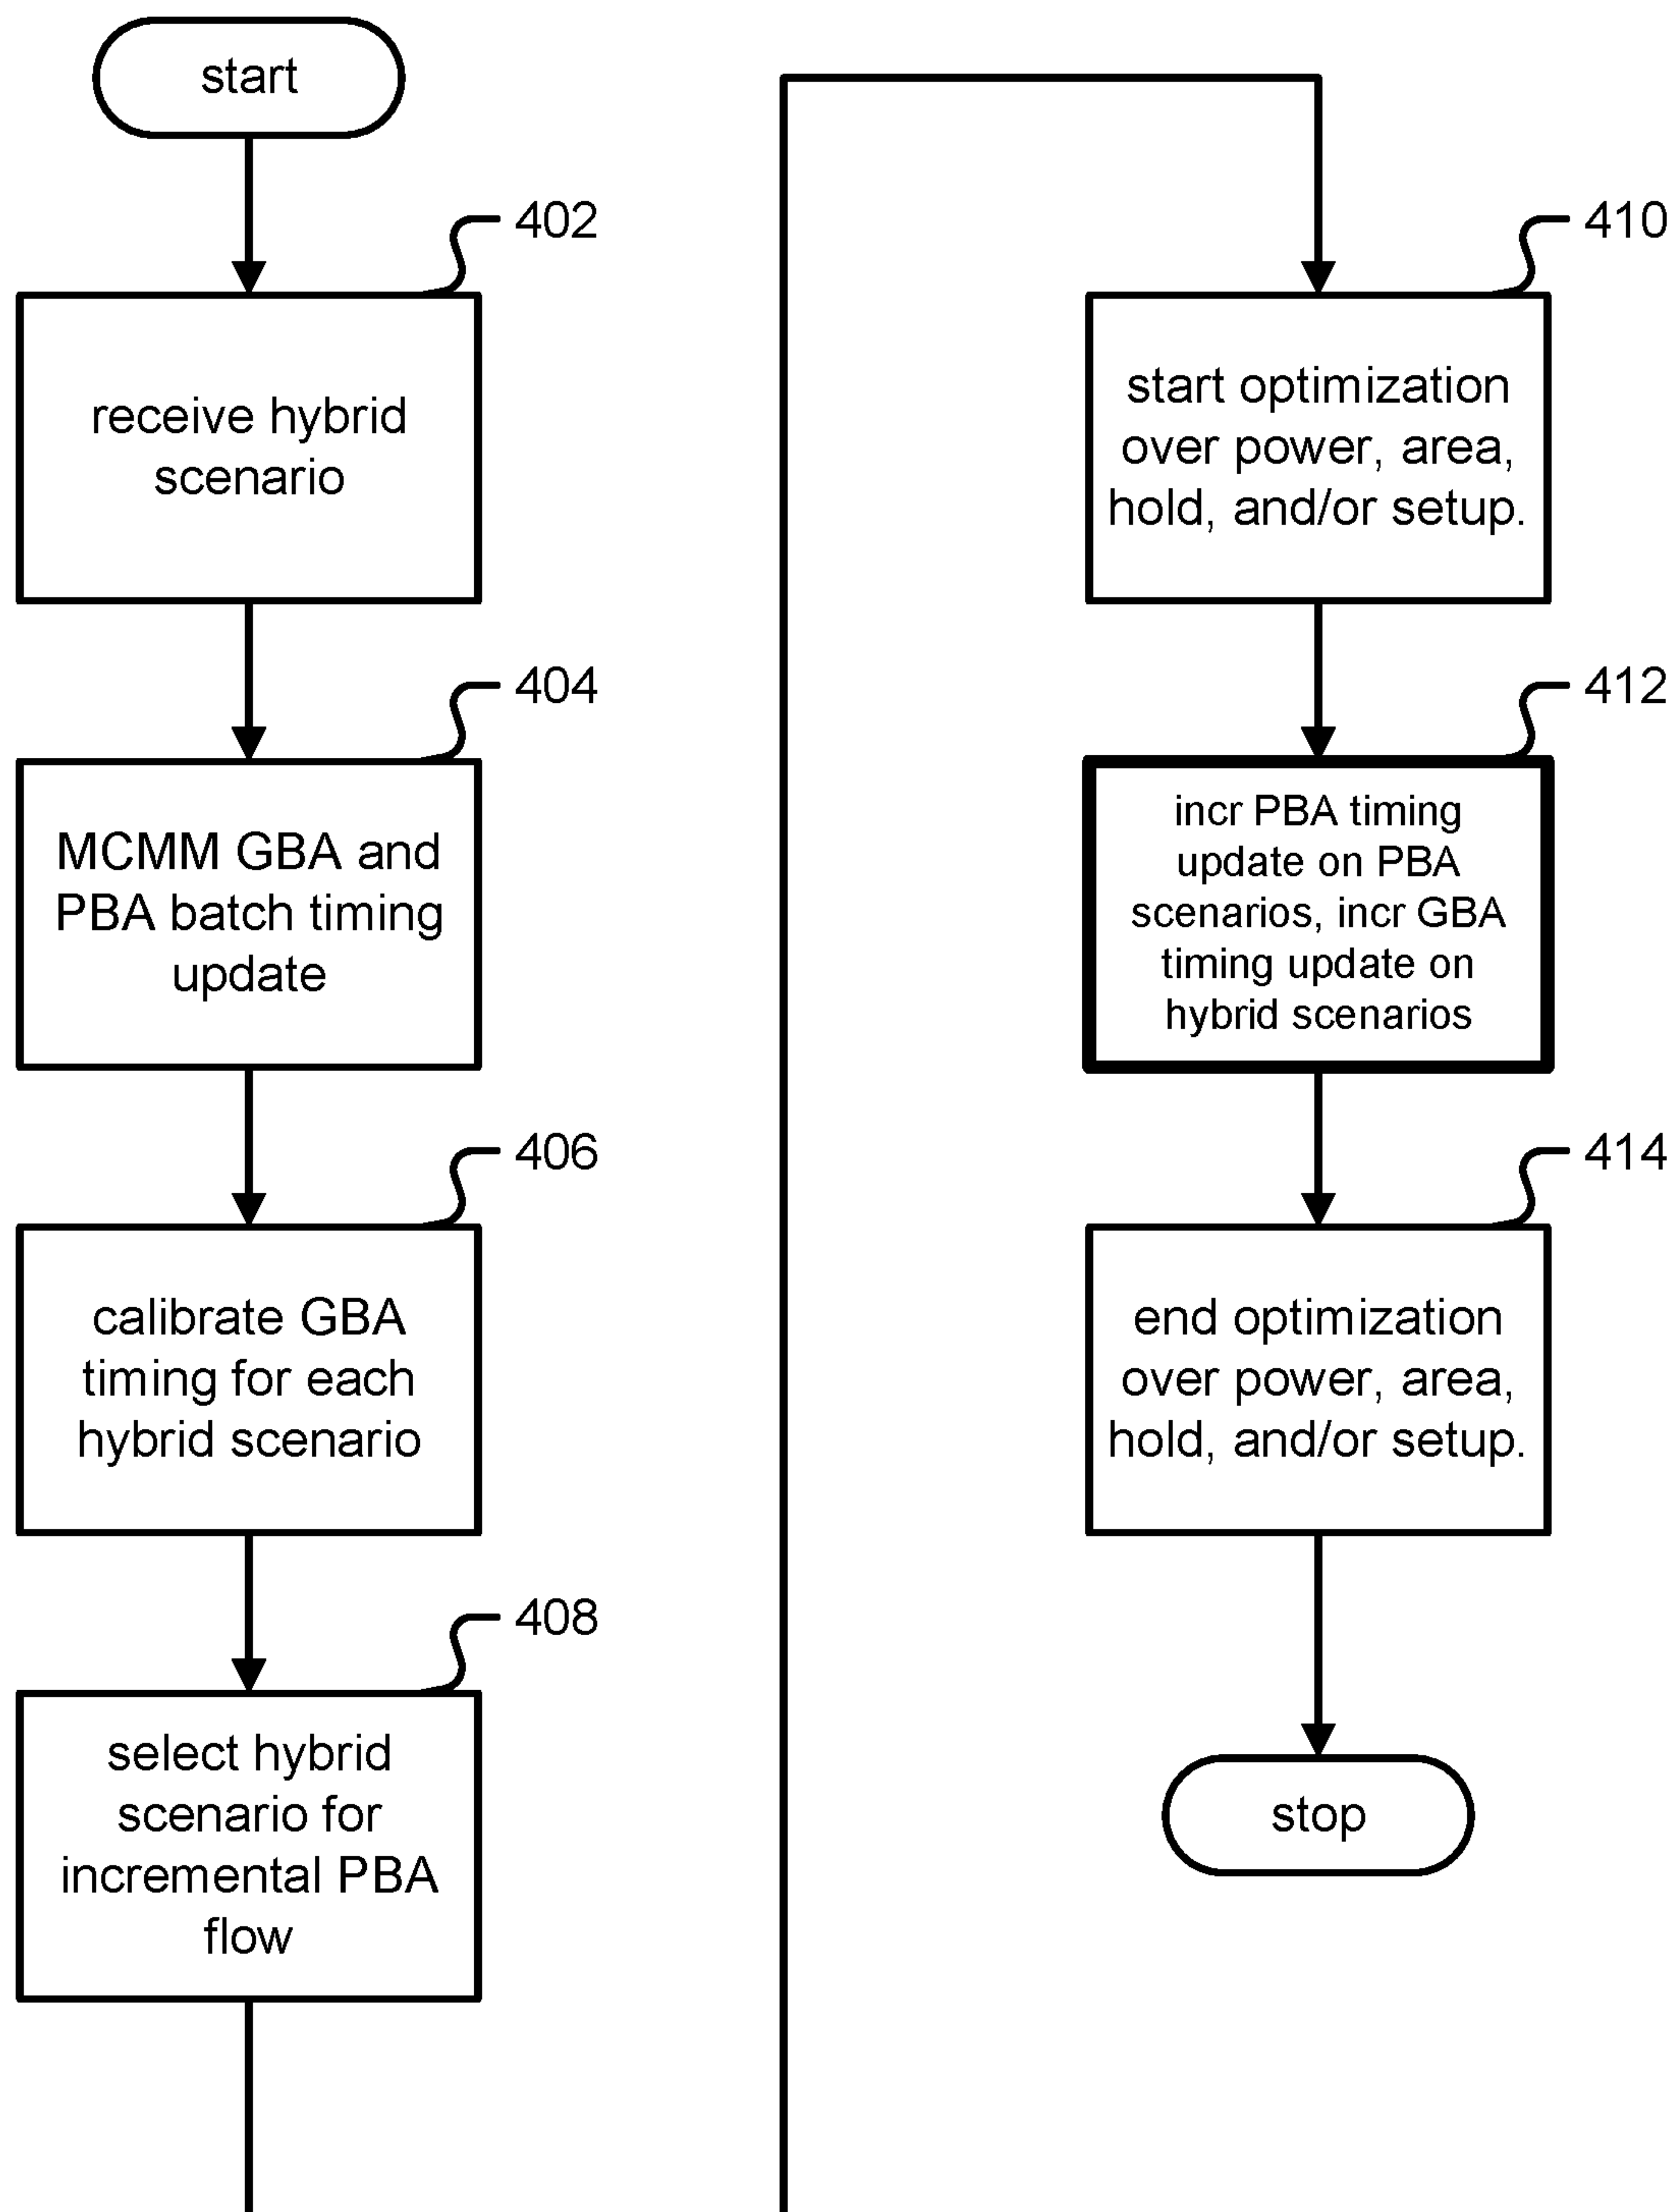 start
402
receive hybrid
scenario
404
MCMM GBA and
PBA batch timing
update
406
calibrate GBA
timing for each
hybrid scenario
408
select hybrid
scenario for
incremental PBA
flow
410
start optimization
over power, area,
hold, and/or setup.
412
incr PBA timing
update on PBA
scenarios, incr GBA
timing update on
hybrid scenarios
414
end optimization
over power, area,
hold, and/or setup.
stop